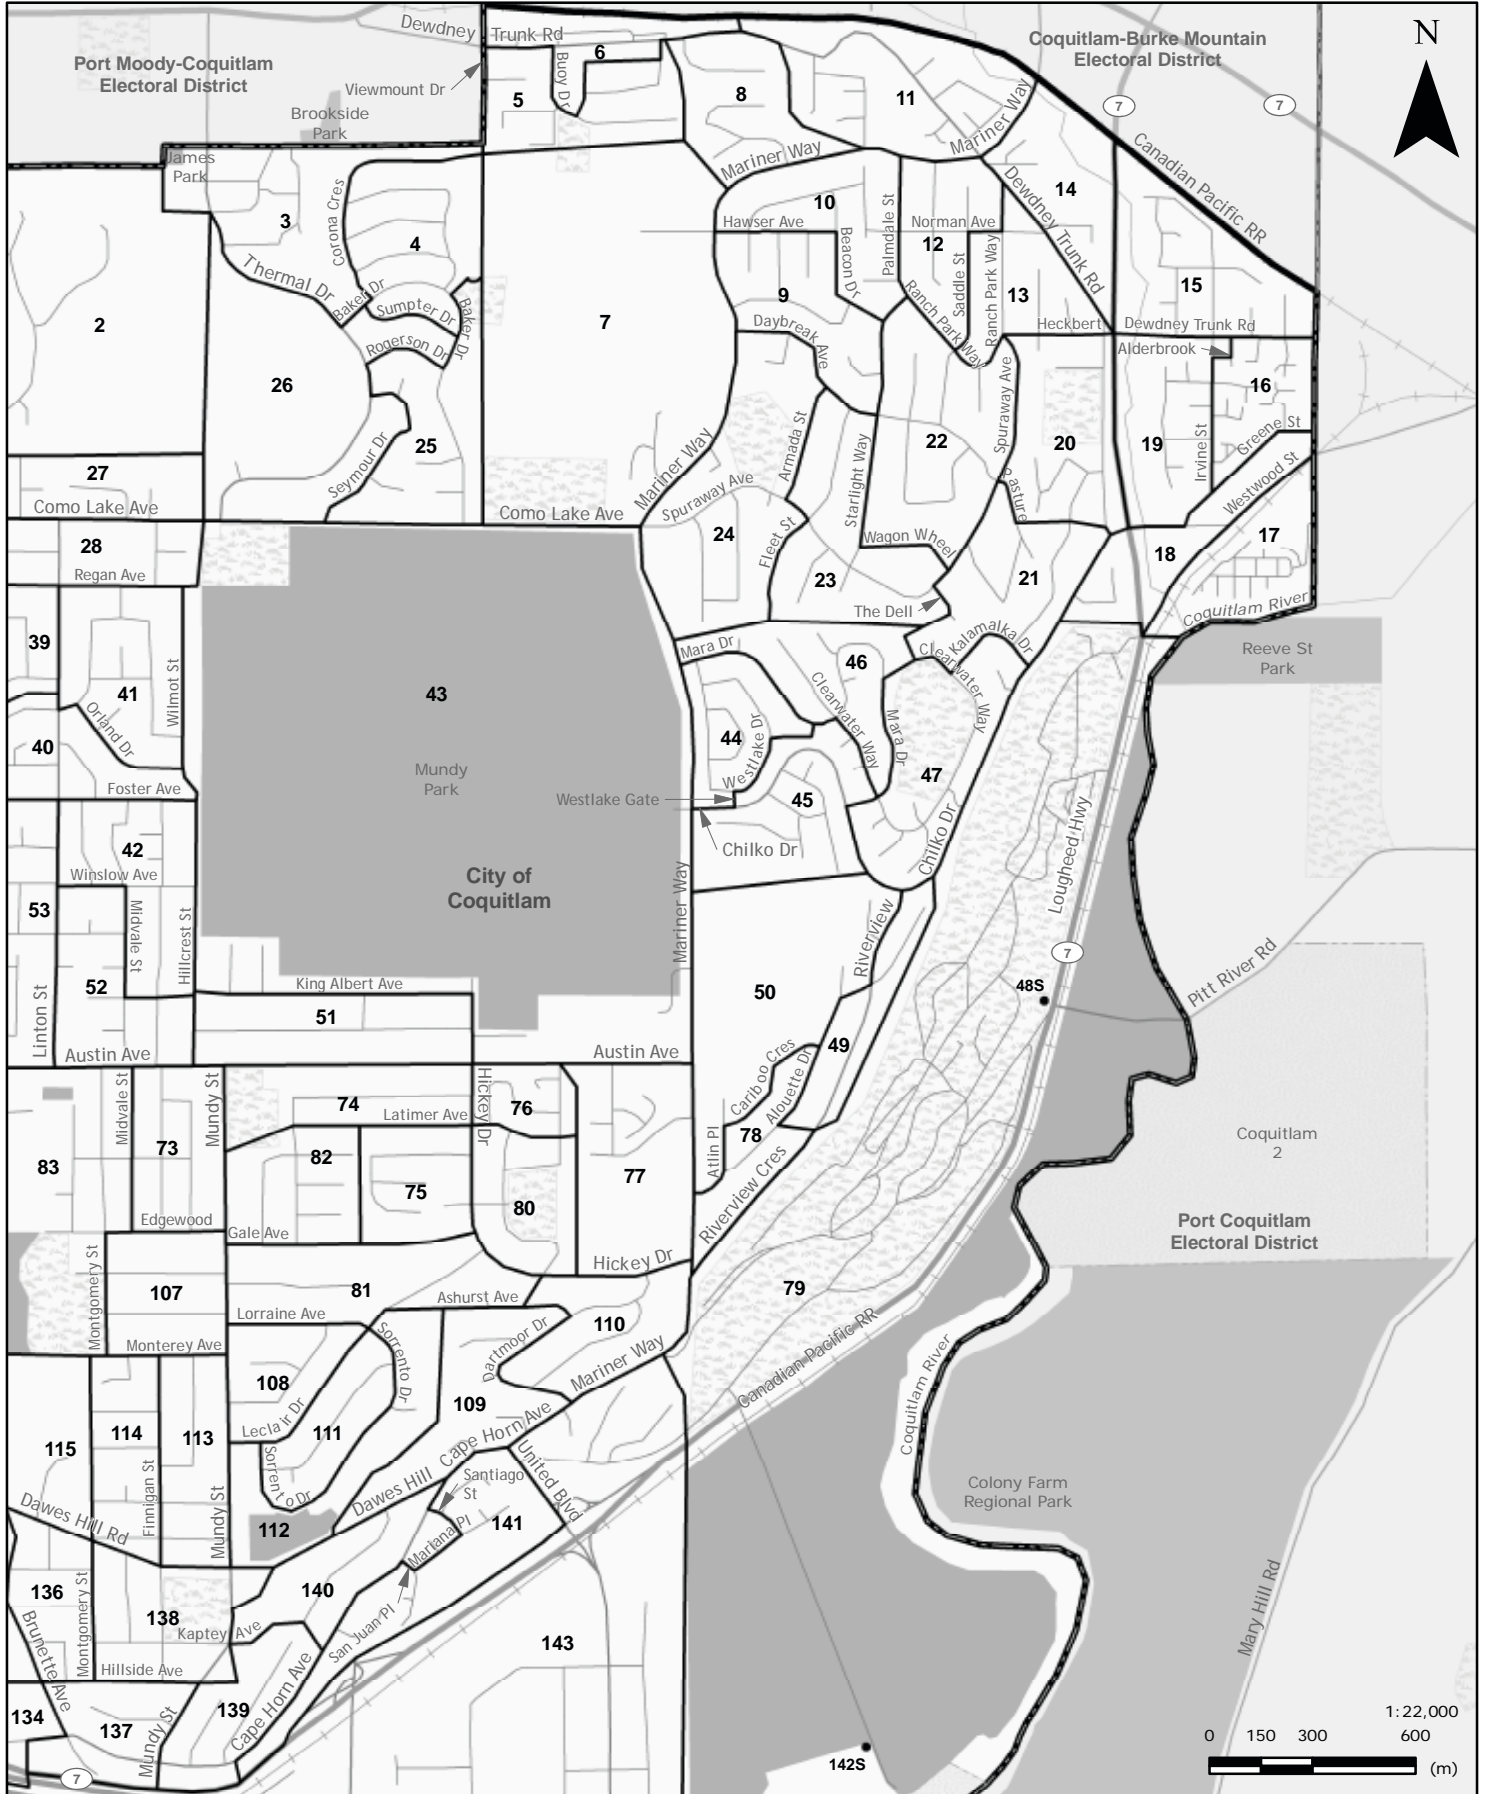 Dewdney Trunk Rd
Port Moody-Coquitlam
Electoral District
Viewmount Dr
Brookside
Park
James
Park
Coquitlam-Burke Mountain
Electoral District
N
7
7
Canadian Pacific RR
Buoy Dr
6
5
8
11
Mariner Way
Mariner Way
14
Dewdney Trunk Rd
3
Corona Cres
4
Thermal Dr
Baker Dr
Sumpter Dr
Baker Dr
Rogerson Dr
2
26
25
Seymour Dr
27
Como Lake Ave
7
Como Lake Ave
Mariner Way
10
Hawser Ave
Beacon Dr
Palmdale St
Norman Ave
12
Saddle St
Ranch Park Way
Ranch Park Way
13
Heckbert
9
Daybreak Ave
15
Dewdney Trunk Rd
Alderbrook
16
Greene St
Irvine St
19
Westwood St
17
18
Coquitlam River
20
Spuraway Ave
Pasture
22
Armada St
Starlight Way
Spuraway Ave
24
Fleet St
Wagon Wheel
23
21
The Dell
28
Regan Ave
39
41
Wilmot St
Orland Dr
40
Foster Ave
43
Mundy
Park
City of
Coquitlam
Mara Dr
46
Clearwater Way
Kalamalka Dr
Clearwater Way
Mara Dr
44
Westlake Dr
Westlake Gate
45
47
Chilko Dr
Chilko Dr
Reeve St
Park
Lougheed Hwy
7
48S
Pitt River Rd
42
Winslow Ave
53
Midvale St
Hillcrest St
52
Linton St
Austin Ave
King Albert Ave
51
Austin Ave
Mariner Way
50
Riverview
49
Cariboo Cres
Alouette Dr
78
Atlin Pl
Riverview Cres
Coquitlam
2
Port Coquitlam
Electoral District
83
Midvale St
73
Mundy St
Edgewood
74
Latimer Ave
Hickey Dr
76
82
75
80
77
Gale Ave
Hickey Dr
79
Canadian Pacific RR
Coquitlam River
Montgomery St
107
Monterey Ave
81
Lorraine Ave
Ashurst Ave
110
Dartmoor Dr
Mariner Way
108
Leclair Dr
Sorrento Dr
111
Sorrento Dr
109
Cape Horn Ave
Dawes Hill
115
114
113
Finnigan St
Mundy St
Dawes Hill Rd
112
Santiago
St
United Blvd
141
Mariana Pl
Colony Farm
Regional Park
136
Montgomery St
Brunette Ave
138
Kaptey Ave
Hillside Ave
140
San Juan Pl
143
Mary Hill Rd
134
137
Mundy St
139
Cape Horn Ave
7
142S
1:22,000
0 150 300 600
(m)